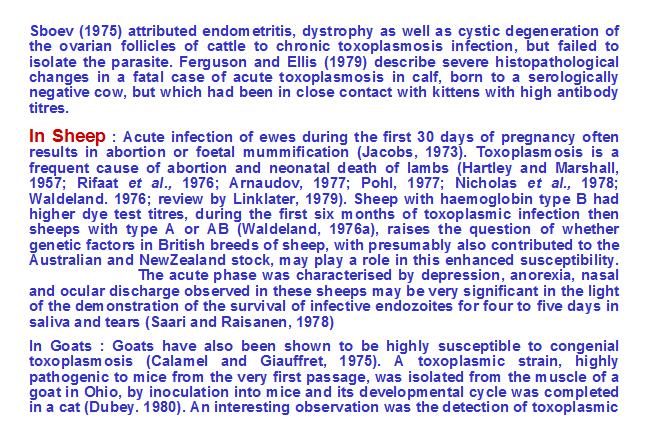 Sboev (1975) attributed endometritis, dystrophy as well as cystic degeneration of
the ovarian follicles of cattle to chronic toxoplasmosis infection, but failed to
isolate the parasite. Ferguson and Ellis (1979) describe severe histopathological
changes in a fatal case of acute toxoplasmosis in calf, born to a serologically
negative cow, but which had been in close contact with kittens with high antibody
titres.
In Sheep : Acute infection of ewes during the first 30 days of pregnancy often
results in abortion or foetal mummification (Jacobs, 1973). Toxoplasmosis is a
frequent cause of abortion and neonatal death of lambs (Hartley and Marshall,
1957; Rifaat et al., 1976; Arnaudov, 1977; Pohl, 1977; Nicholas et al., 1978;
Waldeland. 1976; review by Linklater, 1979). Sheep with haemoglobin type B had
higher dye test titres, during the first six months of toxoplasmic infection then
sheeps with type A or AB (Waldeland, 1976a), raises the question of whether
genetic factors in British breeds of sheep, with presumably also contributed to the
Australian and NewZealand stock, may play a role in this enhanced susceptibility.
The acute phase was characterised by depression, anorexia, nasal
and ocular discharge observed in these sheeps may be very significant in the light
of the demonstration of the survival of infective endozoites for four to five days in
saliva and tears (Saari and Raisanen, 1978)
In Goats : Goats have also been shown to be highly susceptible to congenial
toxoplasmosis (Calamel and Giauffret, 1975). A toxoplasmic strain, highly
pathogenic to mice from the very first passage, was isolated from the muscle of a
goat in Ohio, by inoculation into mice and its developmental cycle was completed
in a cat (Dubey. 1980). An interesting observation was the detection of toxoplasmic